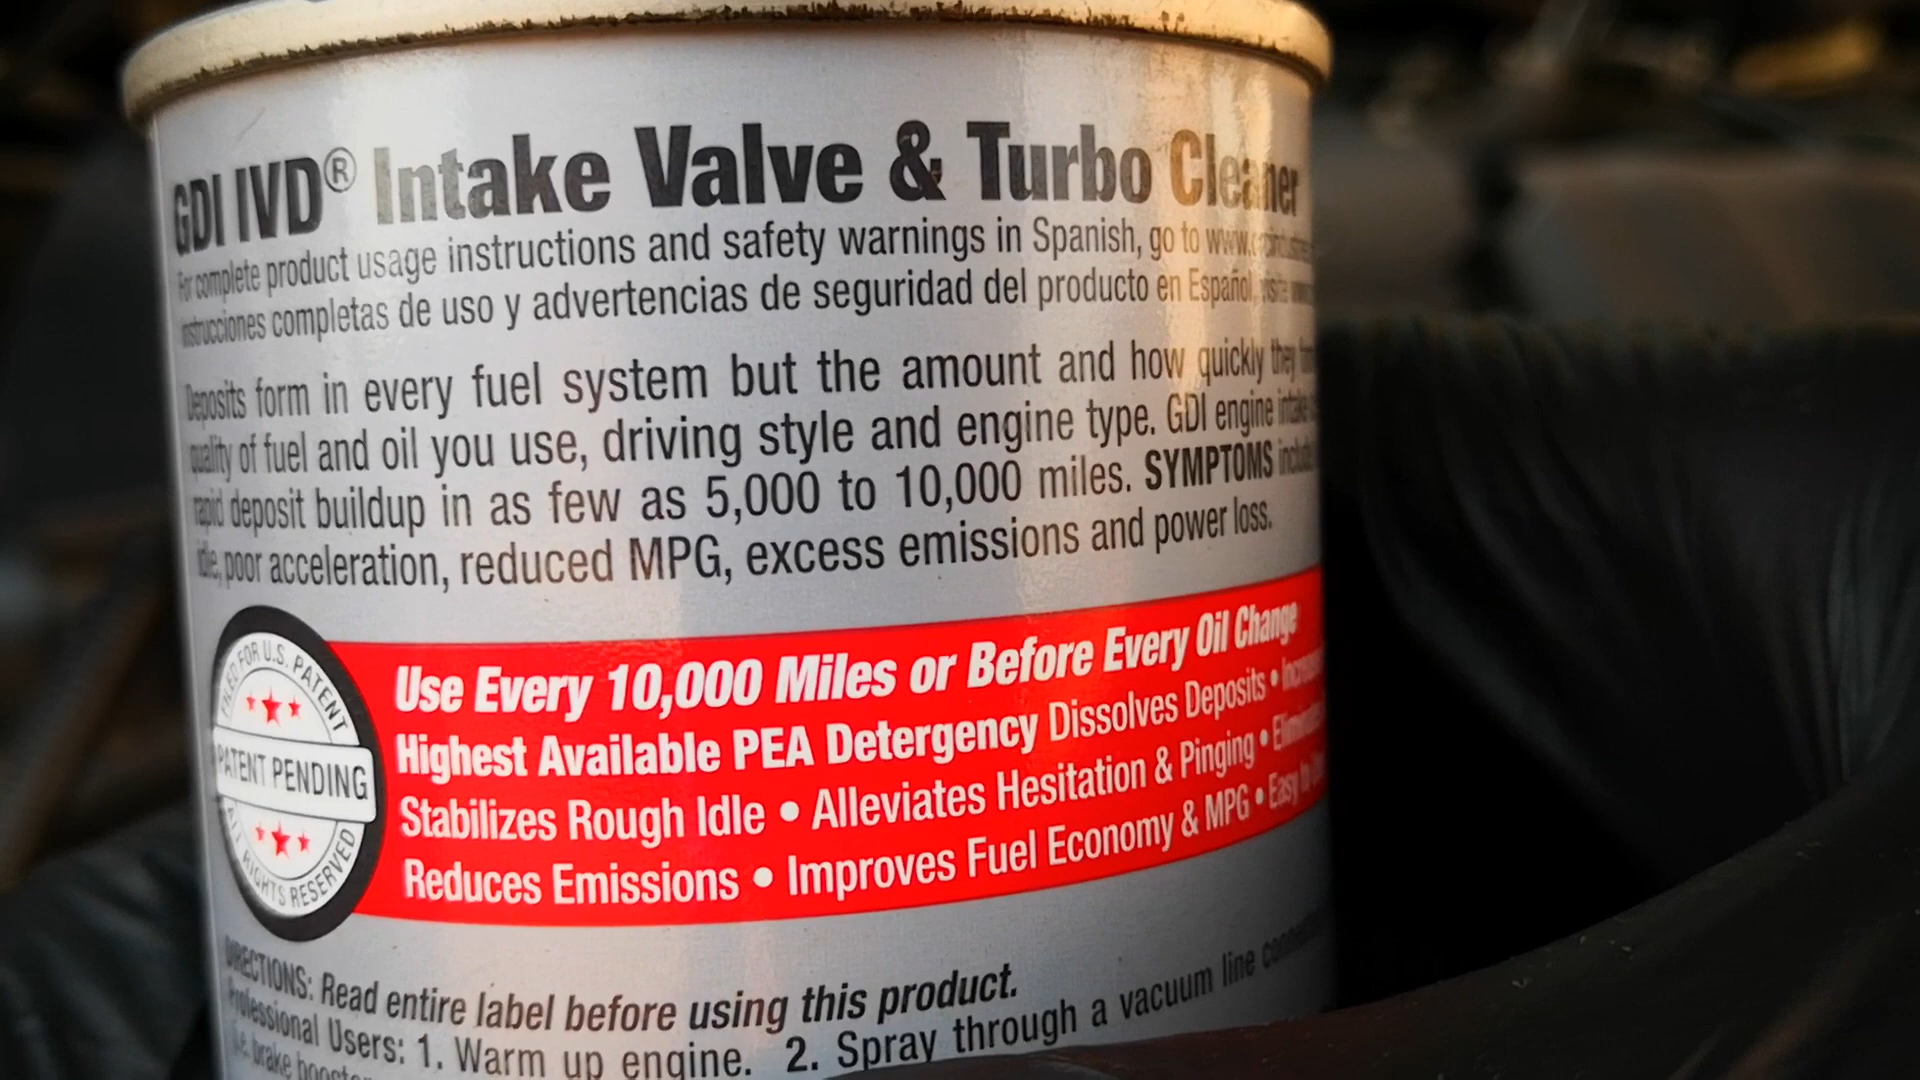 GDI IVD® Intake Valve & Turbo Cleaner
For complete product usage instructions and safety warnings in Spanish, go to
instrucciones completas de uso y advertencias de seguridad del producto en Español, visite
Deposits form in every fuel system but the amount and how quickly they
quality of fuel and oil you use, driving style and engine type. GDI engine intake
rapid deposit buildup in as few as 5,000 to 10,000 miles. SYMPTOMS
idle, poor acceleration, reduced MPG, excess emissions and power loss.
FILED FOR U.S. PATENT
PATENT PENDING
ALL RIGHTS RESERVED
Use Every 10,000 Miles or Before Every Oil Change
Highest Available PEA Detergency Dissolves Deposits •
Stabilizes Rough Idle • Alleviates Hesitation & Pinging •
Reduces Emissions • Improves Fuel Economy & MPG • Easy
DIRECTIONS: Read entire label before using this product.
Professional Users: 1. Warm up engine. 2. Spray through a vacuum line
i.e. brake booster